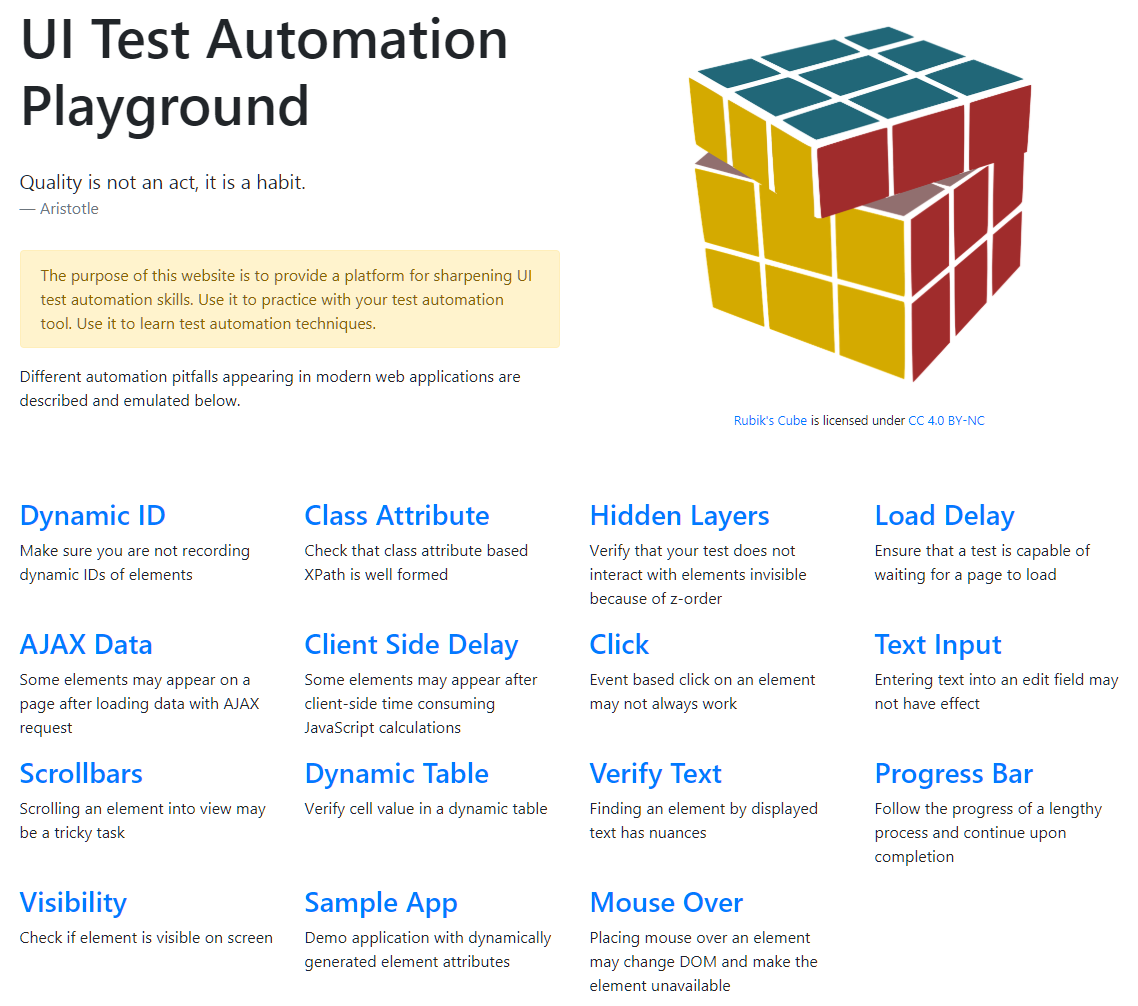 UI Test Automation
Playground
Quality is not an act, it is a habit.
— Aristotle
The purpose of this website is to provide a platform for sharpening UI
test automation skills. Use it to practice with your test automation
tool. Use it to learn test automation techniques.
Different automation pitfalls appearing in modern web applications are
described and emulated below.
Rubik's Cube is licensed under CC 4.0 BY-NC
Dynamic ID
Make sure you are not recording
dynamic IDs of elements
Class Attribute
Check that class attribute based
XPath is well formed
Hidden Layers
Verify that your test does not
interact with elements invisible
because of z-order
Load Delay
Ensure that a test is capable of
waiting for a page to load
AJAX Data
Some elements may appear on a
page after loading data with AJAX
request
Client Side Delay
Some elements may appear after
client-side time consuming
JavaScript calculations
Click
Event based click on an element
may not always work
Text Input
Entering text into an edit field may
not have effect
Scrollbars
Scrolling an element into view may
be a tricky task
Dynamic Table
Verify cell value in a dynamic table
Verify Text
Finding an element by displayed
text has nuances
Progress Bar
Follow the progress of a lengthy
process and continue upon
completion
Visibility
Check if element is visible on screen
Sample App
Demo application with dynamically
generated element attributes
Mouse Over
Placing mouse over an element
may change DOM and make the
element unavailable